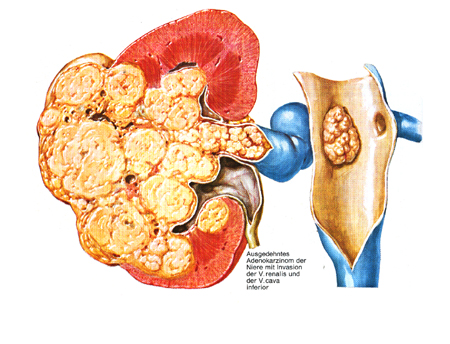 Ausgedehntes
Adenokarzinom der
Niere mit Invasion
der V. renalis und
der V. cava
inferior